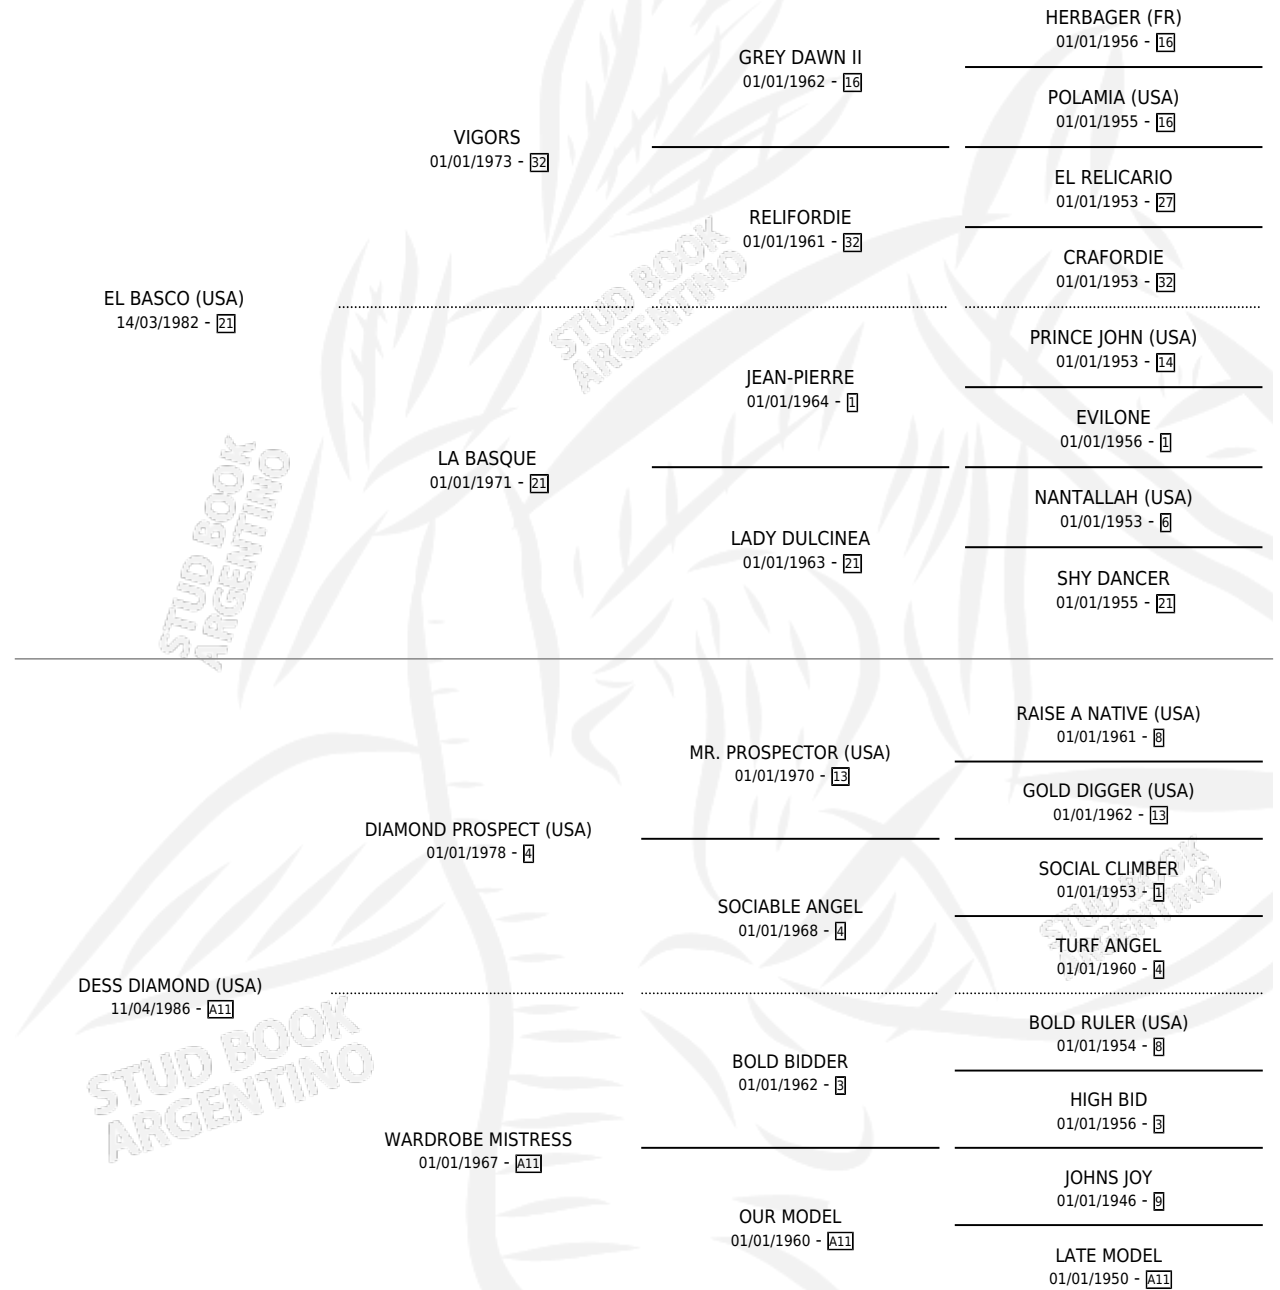 HERBAGER (FR)
01/01/1956 - 16
GREY DAWN II
01/01/1962 - 16
POLAMIA (USA)
01/01/1955 - 16
VIGORS
01/01/1973 - 32
EL RELICARIO
01/01/1953 - 27
RELIFORDIE
01/01/1961 - 32
CRAFORDIE
01/01/1953 - 32
EL BASCO (USA)
14/03/1982 - 21
STUD BOOK
ARGENTINO
PRINCE JOHN (USA)
01/01/1953 - 14
JEAN-PIERRE
01/01/1964 - 1
EVILONE
01/01/1956 - 1
LA BASQUE
01/01/1971 - 21
NANTALLAH (USA)
01/01/1953 - 6
LADY DULCINEA
01/01/1963 - 21
SHY DANCER
01/01/1955 - 21
STUD BOOK
ARGENTINO
RAISE A NATIVE (USA)
01/01/1961 - 8
MR. PROSPECTOR (USA)
01/01/1970 - 13
GOLD DIGGER (USA)
01/01/1962 - 13
DIAMOND PROSPECT (USA)
01/01/1978 - 4
SOCIAL CLIMBER
01/01/1953 - 1
SOCIABLE ANGEL
01/01/1968 - 4
STUD BOOK
ARGENTINO
TURF ANGEL
01/01/1960 - 4
DESS DIAMOND (USA)
11/04/1986 - A11
STUD BOOK
ARGENTINO
BOLD RULER (USA)
01/01/1954 - 8
BOLD BIDDER
01/01/1962 - 3
HIGH BID
01/01/1956 - 3
WARDROBE MISTRESS
01/01/1967 - A11
JOHNS JOY
01/01/1946 - 9
OUR MODEL
01/01/1960 - A11
LATE MODEL
01/01/1950 - A11